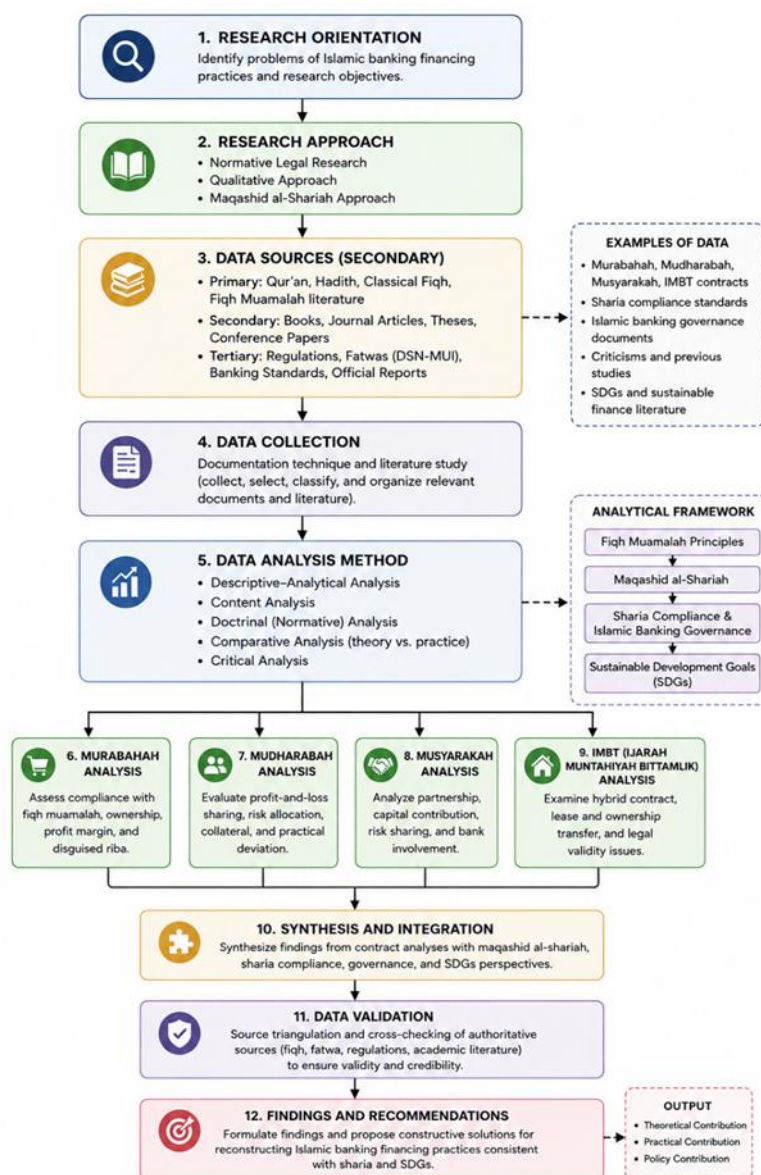 1. RESEARCH ORIENTATION
Identify problems of Islamic banking financing
practices and research objectives.
2. RESEARCH APPROACH
• Normative Legal Research
• Qualitative Approach
• Maqashid al-Shariah Approach
3. DATA SOURCES (SECONDARY)
• Primary: Qur'an, Hadith, Classical Fiqh,
Fiqh Muamalah literature
• Secondary: Books, Journal Articles, Theses,
Conference Papers
• Tertiary: Regulations, Fatwas (DSN-MUI),
Banking Standards, Official Reports
EXAMPLES OF DATA
• Murabahah, Mudharabah,
Musyarakah, IMBT contracts
• Sharia compliance standards
• Islamic banking governance
documents
• Criticisms and previous
studies
• SDGs and sustainable
finance literature
4. DATA COLLECTION
Documentation technique and literature study
(collect, select, classify, and organize relevant
documents and literature).
5. DATA ANALYSIS METHOD
• Descriptive–Analytical Analysis
• Content Analysis
• Doctrinal (Normative) Analysis
• Comparative Analysis (theory vs. practice)
• Critical Analysis
ANALYTICAL FRAMEWORK
Fiqh Muamalah Principles
Maqashid al-Shariah
Sharia Compliance &
Islamic Banking Governance
Sustainable Development Goals
(SDGs)
6. MURABAHAH
ANALYSIS
Assess compliance with
fiqh muamalah, ownership,
profit margin, and
disguised riba.
7. MUDHARABAH
ANALYSIS
Evaluate profit-and-loss
sharing, risk allocation,
collateral, and practical
deviation.
8. MUSYARAKAH
ANALYSIS
Analyze partnership,
capital contribution,
risk sharing, and bank
involvement.
9. IMBT (IJARAH
MUNTAHIYAH BITTAMLIK)
ANALYSIS
Examine hybrid contract,
lease and ownership
transfer, and legal
validity issues.
10. SYNTHESIS AND INTEGRATION
Synthesize findings from contract analyses with maqashid al-shariah,
sharia compliance, governance, and SDGs perspectives.
11. DATA VALIDATION
Source triangulation and cross-checking of authoritative
sources (fiqh, fatwa, regulations, academic literature)
to ensure validity and credibility.
12. FINDINGS AND RECOMMENDATIONS
Formulate findings and propose constructive solutions for
reconstructing Islamic banking financing practices consistent
with sharia and SDGs.
OUTPUT
• Theoretical Contribution
• Practical Contribution
• Policy Contribution